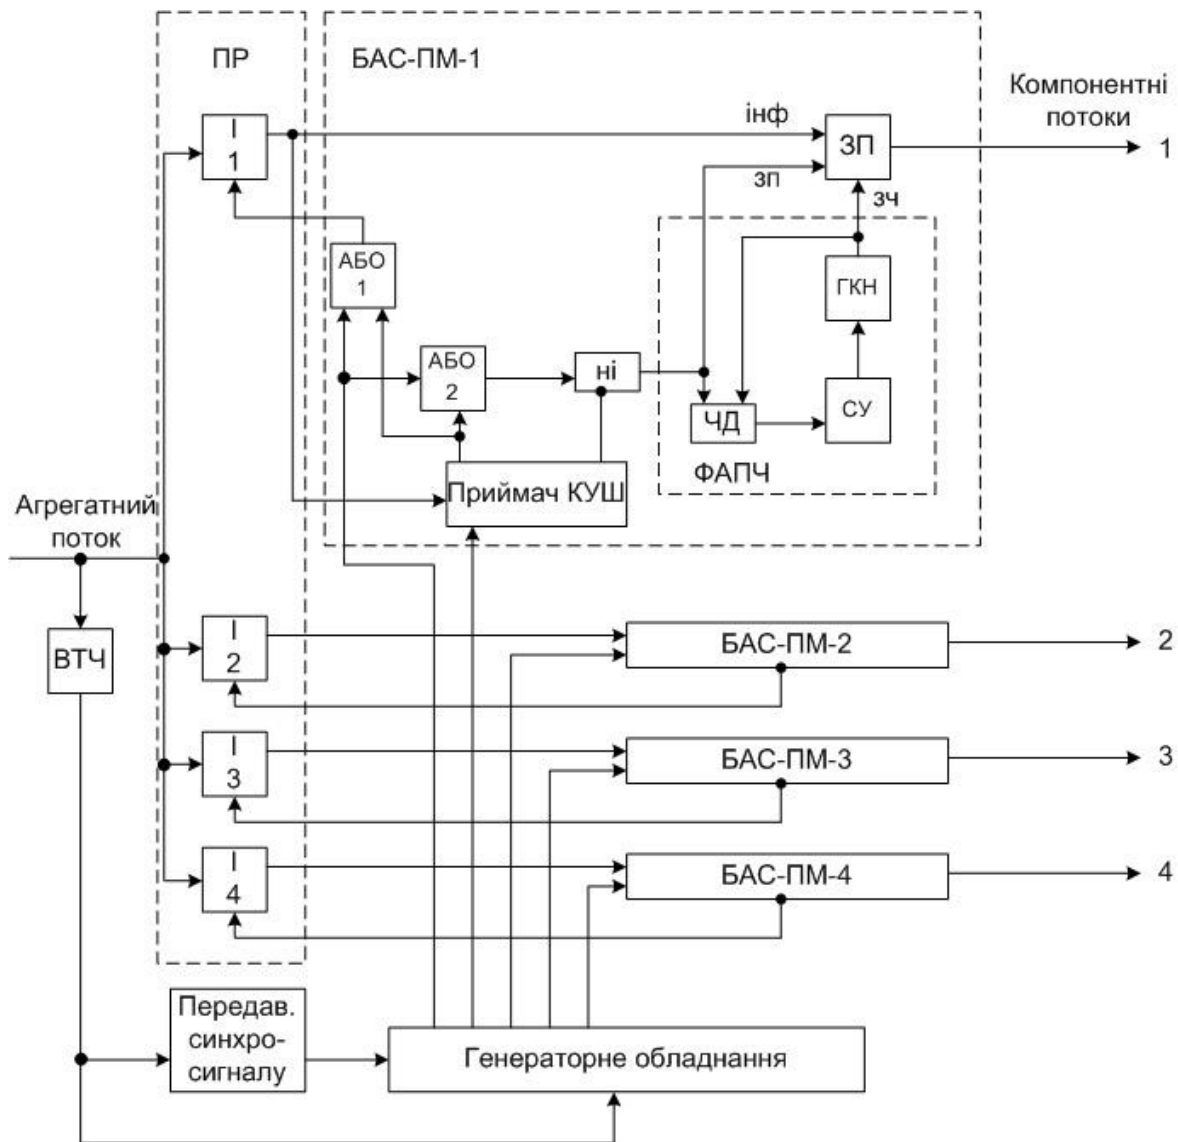 ПР
БАС-ПМ-1
Компонентні
потоки
І
1
інф
ЗП
1
зп
зч
АБО
1
ГКН
АБО
2
ні
ЧД
СУ
ФАПЧ
Приймач КУШ
Агрегатний
поток
ВТЧ
І
2
БАС-ПМ-2
2
І
3
БАС-ПМ-3
3
І
4
БАС-ПМ-4
4
Передав.
синхро-
сигналу
Генераторне обладнання